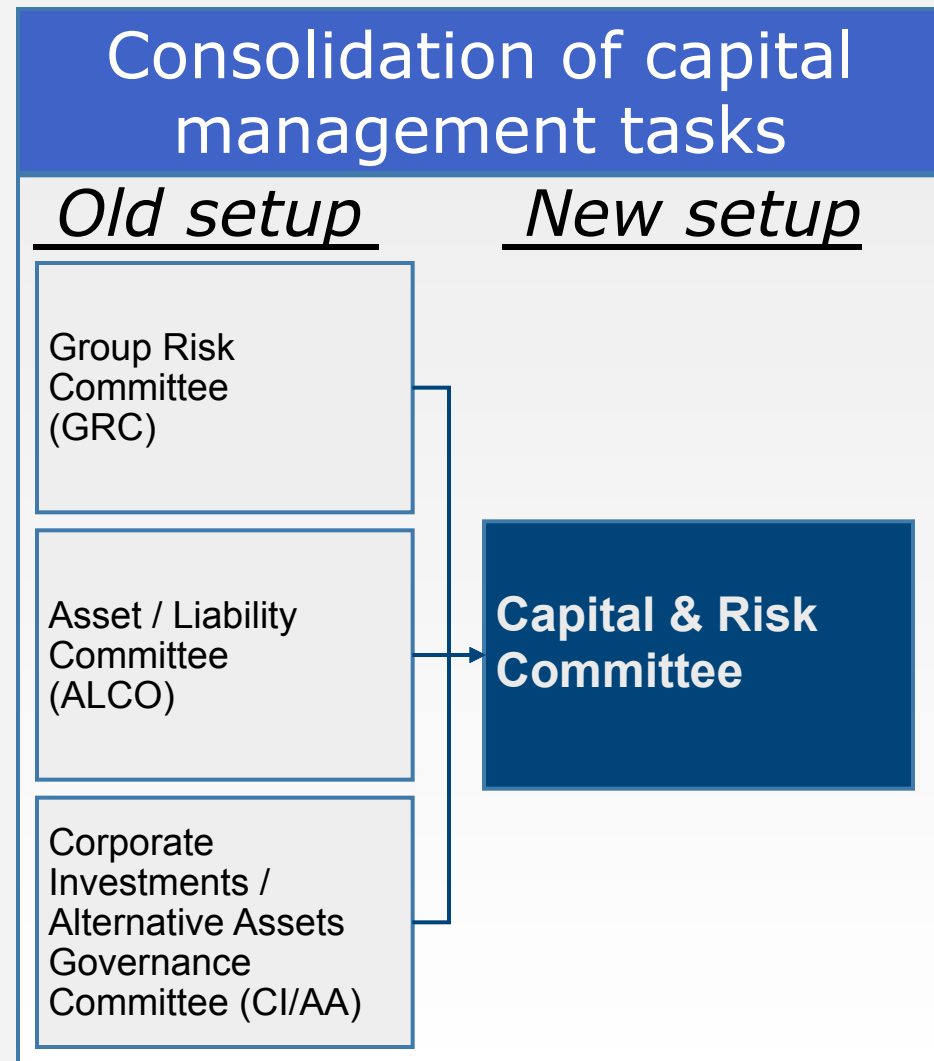 Consolidation of capital
management tasks
Old setup
New setup
Group Risk
Committee
(GRC)
Asset / Liability
Committee
(ALCO)
Corporate
Investments /
Alternative Assets
Governance
Committee (CI/AA)
Capital & Risk
Committee